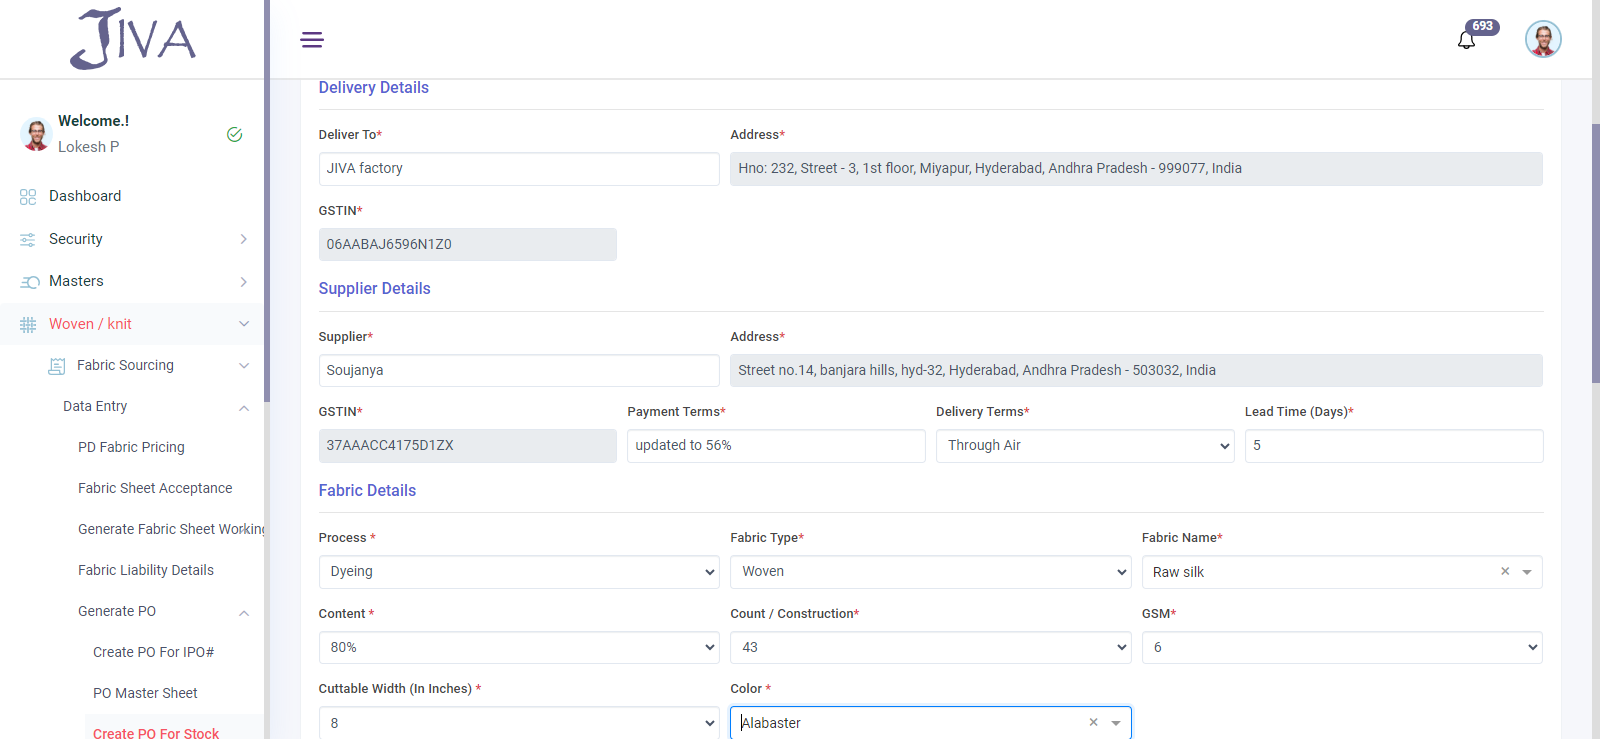 JIVA
693
Welcome.!
Lokesh P
Dashboard
Security
Masters
Woven / knit
Fabric Sourcing
Data Entry
PD Fabric Pricing
Fabric Sheet Acceptance
Generate Fabric Sheet Working
Fabric Liability Details
Generate PO
Create PO For IPO#
PO Master Sheet
Create PO For Stock
Delivery Details
Deliver To* Address*
JIVA factory Hno: 232, Street - 3, 1st floor, Miyapur, Hyderabad, Andhra Pradesh - 999077, India
GSTIN*
06AABAJ6596N1Z0
Supplier Details
Supplier* Address*
Soujanya Street no.14, banjara hills, hyd-32, Hyderabad, Andhra Pradesh - 503032, India
GSTIN* Payment Terms* Delivery Terms* Lead Time (Days)*
37AAACC4175D1ZX updated to 56% Through Air 5
Fabric Details
Process * Fabric Type* Fabric Name*
Dyeing Woven Raw silk ×
Content * Count / Construction* GSM*
80% 43 6
Cuttable Width (In Inches) * Color *
8 Alabaster ×